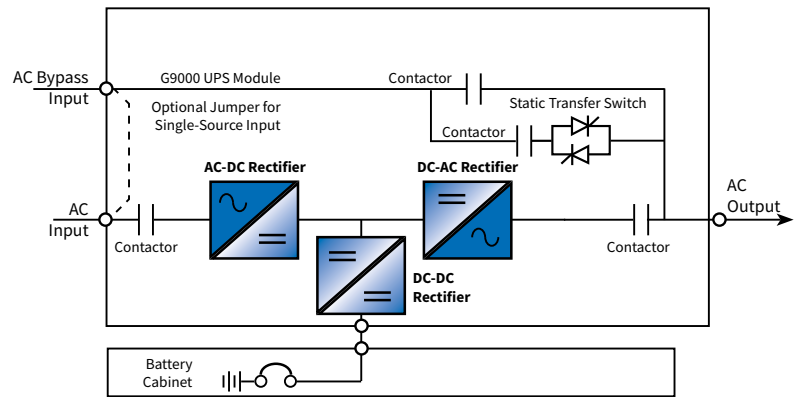 AC Bypass
Input
G9000 UPS Module
Optional Jumper for
Single-Source Input
Contactor
Static Transfer Switch
Contactor
AC-DC Rectifier
DC-AC Rectifier
AC
Input
Contactor
DC-DC
Rectifier
Contactor
AC
Output
Battery
Cabinet